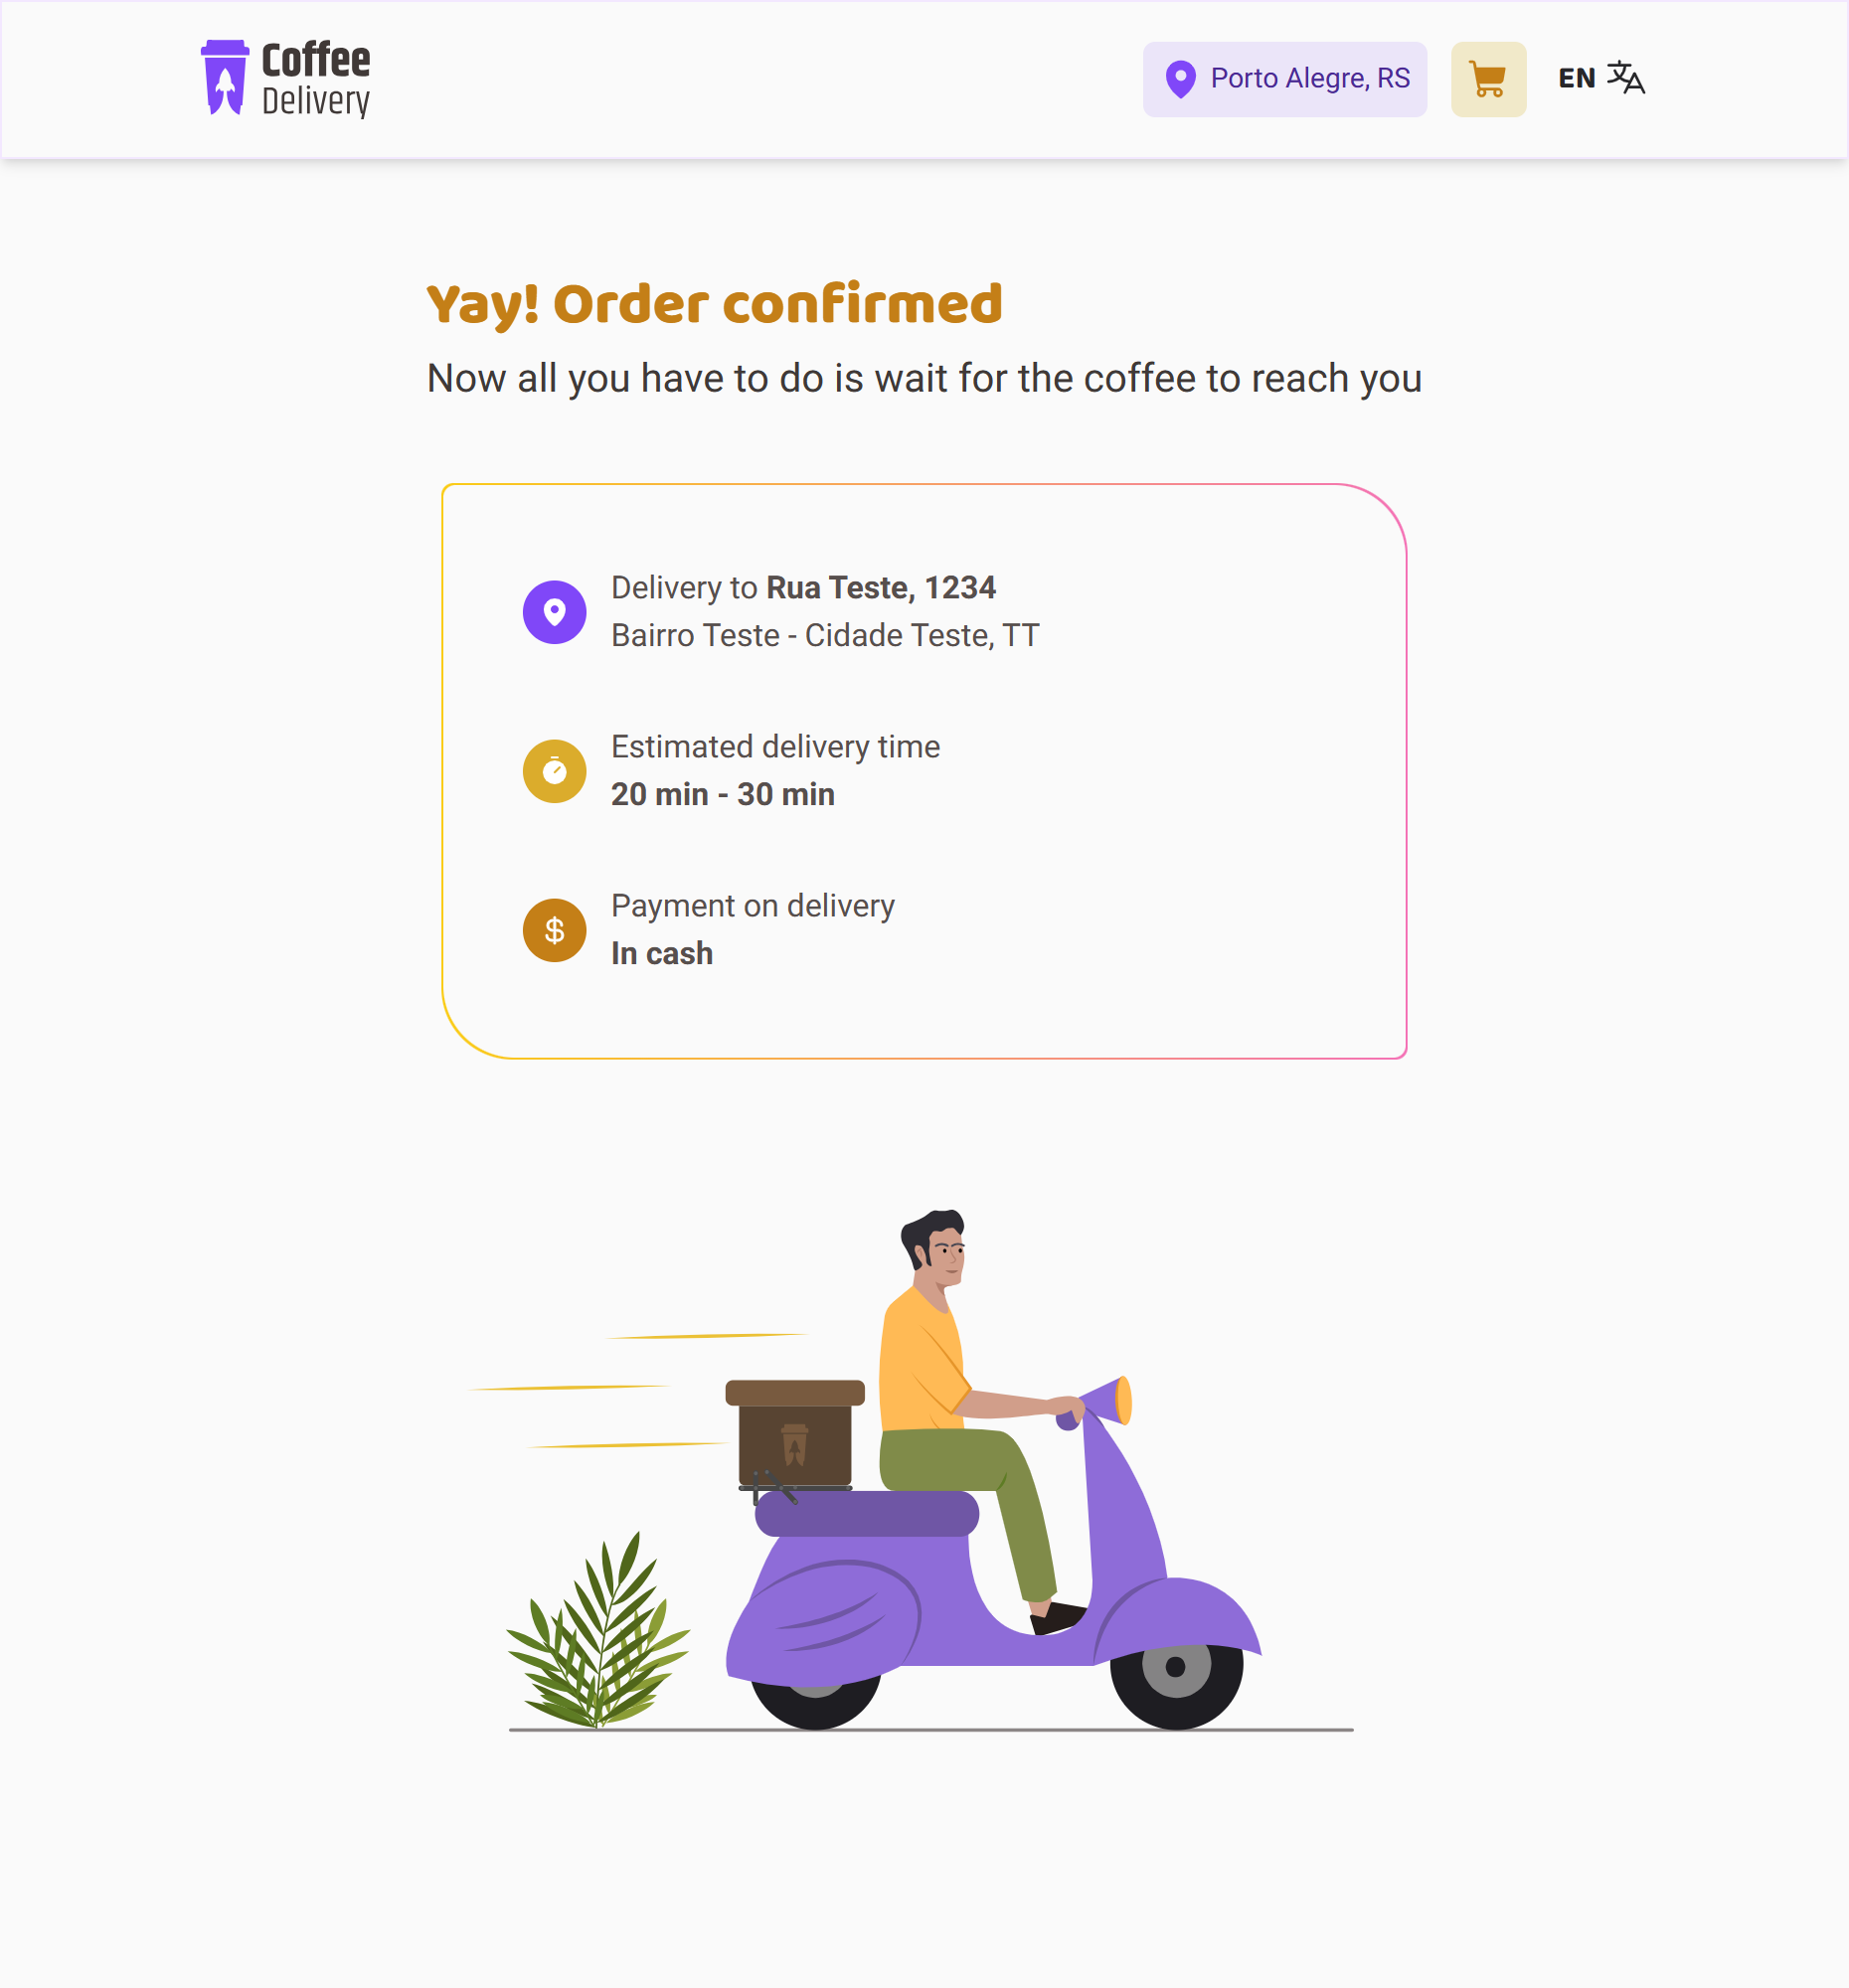 Coffee
Delivery
Porto Alegre, RS
EN
Yay! Order confirmed
Now all you have to do is wait for the coffee to reach you
Delivery to Rua Teste, 1234
Bairro Teste - Cidade Teste, TT
Estimated delivery time
20 min - 30 min
Payment on delivery
In cash